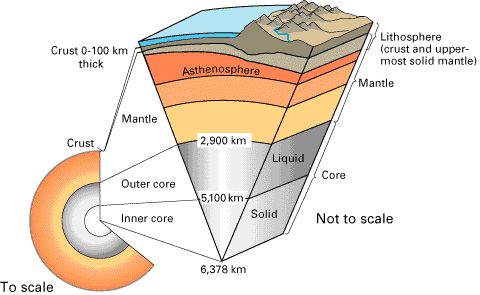 Crust 0-100 km
thick
Asthenosphere
Lithosphere
(crust and upper-
most solid mantle)
Mantle
Mantle
Crust
2,900 km
Liquid
Outer core
Core
5,100 km
Inner core
Solid
Not to scale
To scale
6,378 km